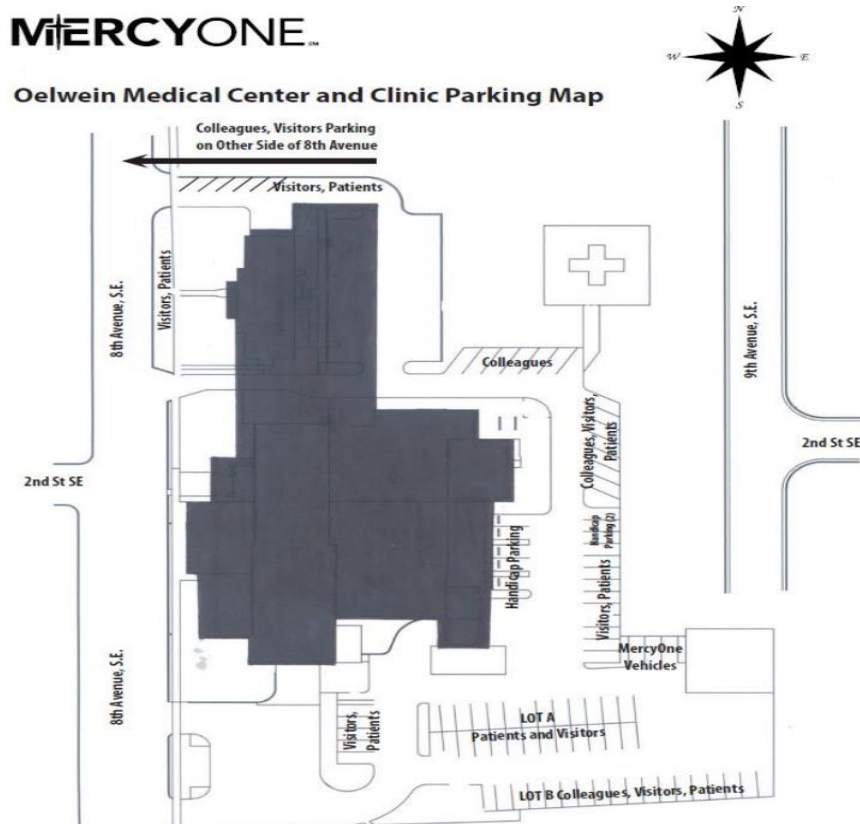 MERCYONE℠
N
W E
S
Oelwein Medical Center and Clinic Parking Map
Colleagues, Visitors Parking
on Other Side of 8th Avenue
Visitors, Patients
Visitors, Patients
8th Avenue, S.E.
9th Avenue, S.E.
Colleagues
Colleagues, Visitors,
Patients
2nd St SE
2nd St SE
Handicap Parking
Handicap
Parking (2)
Visitors, Patients
MercyOne
Vehicles
8th Avenue, S.E.
Visitors,
Patients
LOT A
Patients and Visitors
LOT B Colleagues, Visitors, Patients